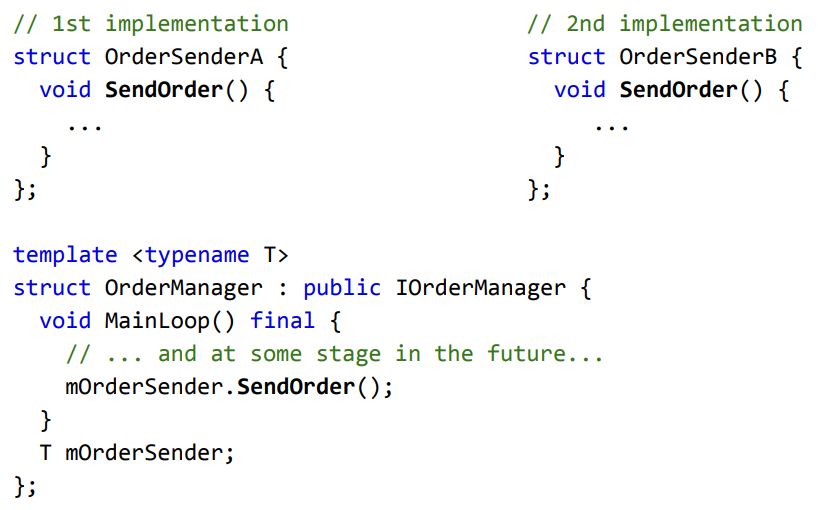 // 1st implementation
struct OrderSenderA {
  void SendOrder() {
    ...
  }
};
// 2nd implementation
struct OrderSenderB {
  void SendOrder() {
    ...
  }
};
template <typename T>
struct OrderManager : public IOrderManager {
  void MainLoop() final {
    // ... and at some stage in the future...
    mOrderSender.SendOrder();
  }
  T mOrderSender;
};